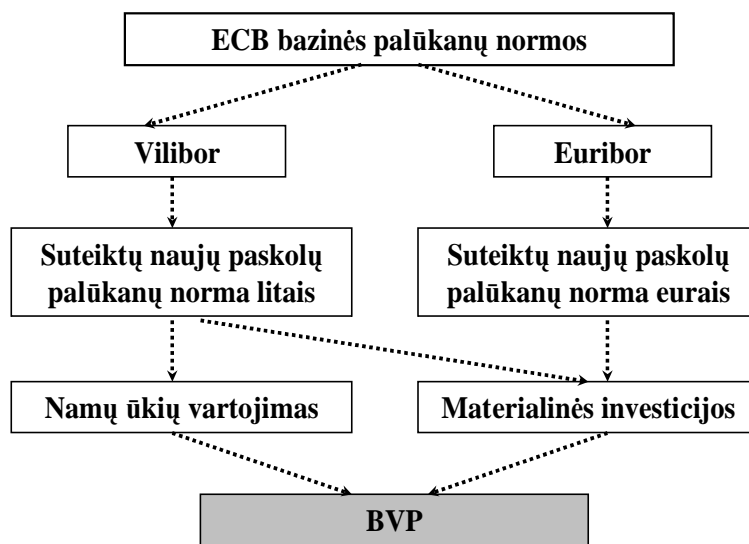 ECB bazinės palūkanų normos
Vilibor
Euribor
Suteiktų naujų paskolų
palūkanų norma litais
Suteiktų naujų paskolų
palūkanų norma eurais
Namų ūkių vartojimas
Materialinės investicijos
BVP